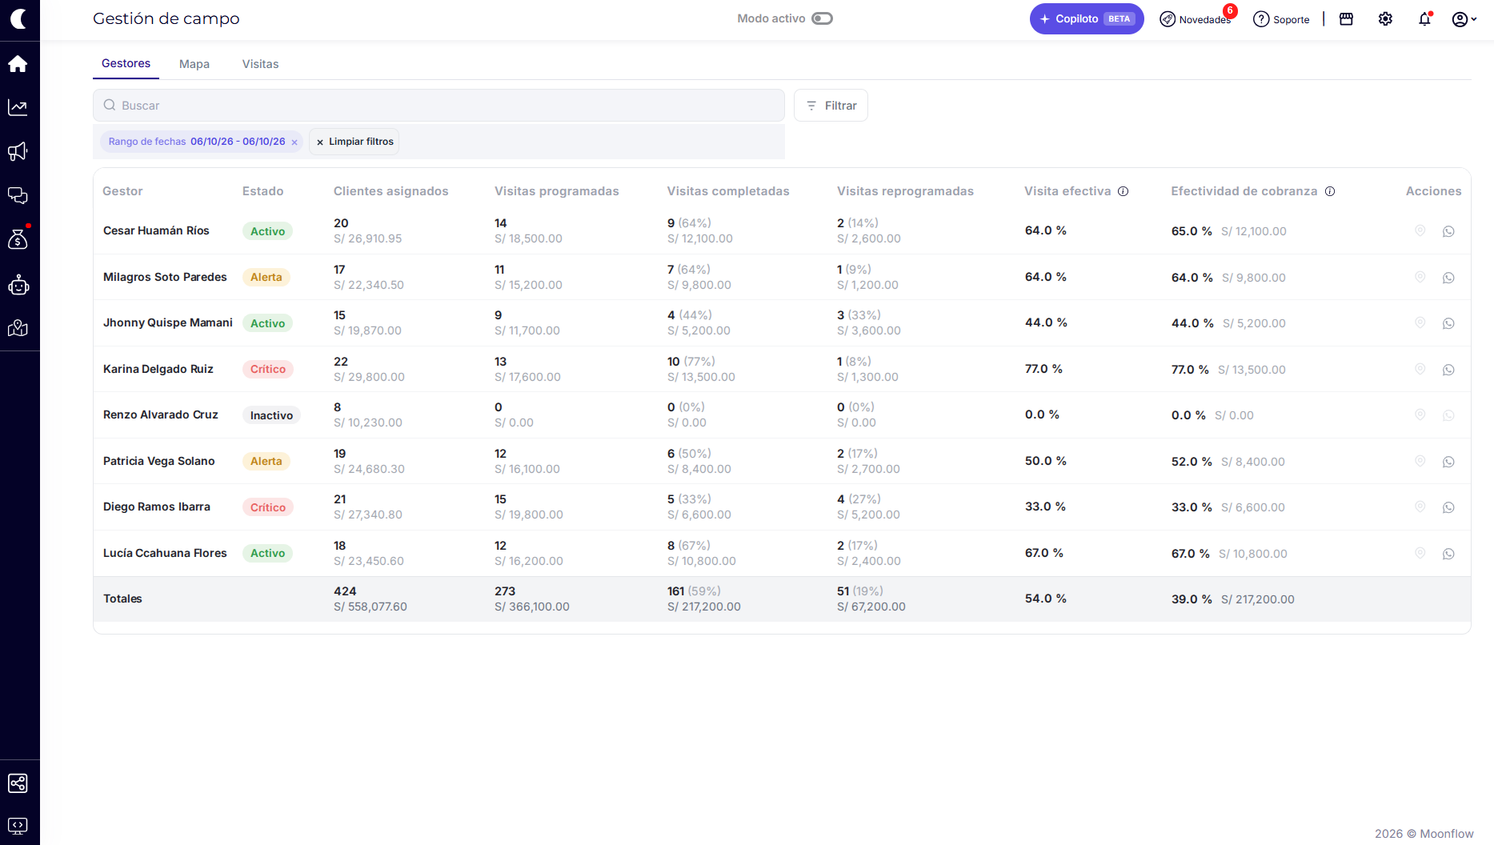 Gestión de campo
Modo activo
Copiloto BETA
Novedades 6
Soporte
Gestores Mapa Visitas
Buscar
Filtrar
Rango de fechas 06/10/26 - 06/10/26 ×
× Limpiar filtros
Gestor Estado Clientes asignados Visitas programadas Visitas completadas Visitas reprogramadas Visita efectiva Efectividad de cobranza Acciones
Cesar Huamán Ríos Activo 20 14 9 (64%) 2 (14%) 64.0 % 65.0 % S/ 12,100.00
S/ 26,910.95 S/ 18,500.00 S/ 12,100.00 S/ 2,600.00
Milagros Soto Paredes Alerta 17 11 7 (64%) 1 (9%) 64.0 % 64.0 % S/ 9,800.00
S/ 22,340.50 S/ 15,200.00 S/ 9,800.00 S/ 1,200.00
Jhonny Quispe Mamani Activo 15 9 4 (44%) 3 (33%) 44.0 % 44.0 % S/ 5,200.00
S/ 19,870.00 S/ 11,700.00 S/ 5,200.00 S/ 3,600.00
Karina Delgado Ruiz Crítico 22 13 10 (77%) 1 (8%) 77.0 % 77.0 % S/ 13,500.00
S/ 29,800.00 S/ 17,600.00 S/ 13,500.00 S/ 1,300.00
Renzo Alvarado Cruz Inactivo 8 0 0 (0%) 0 (0%) 0.0 % 0.0 % S/ 0.00
S/ 10,230.00 S/ 0.00 S/ 0.00 S/ 0.00
Patricia Vega Solano Alerta 19 12 6 (50%) 2 (17%) 50.0 % 52.0 % S/ 8,400.00
S/ 24,680.30 S/ 16,100.00 S/ 8,400.00 S/ 2,700.00
Diego Ramos Ibarra Crítico 21 15 5 (33%) 4 (27%) 33.0 % 33.0 % S/ 6,600.00
S/ 27,340.80 S/ 19,800.00 S/ 6,600.00 S/ 5,200.00
Lucía Ccahuana Flores Activo 18 12 8 (67%) 2 (17%) 67.0 % 67.0 % S/ 10,800.00
S/ 23,450.60 S/ 16,200.00 S/ 10,800.00 S/ 2,400.00
Totales 424 273 161 (59%) 51 (19%) 54.0 % 39.0 % S/ 217,200.00
S/ 558,077.60 S/ 366,100.00 S/ 217,200.00 S/ 67,200.00
2026 © Moonflow